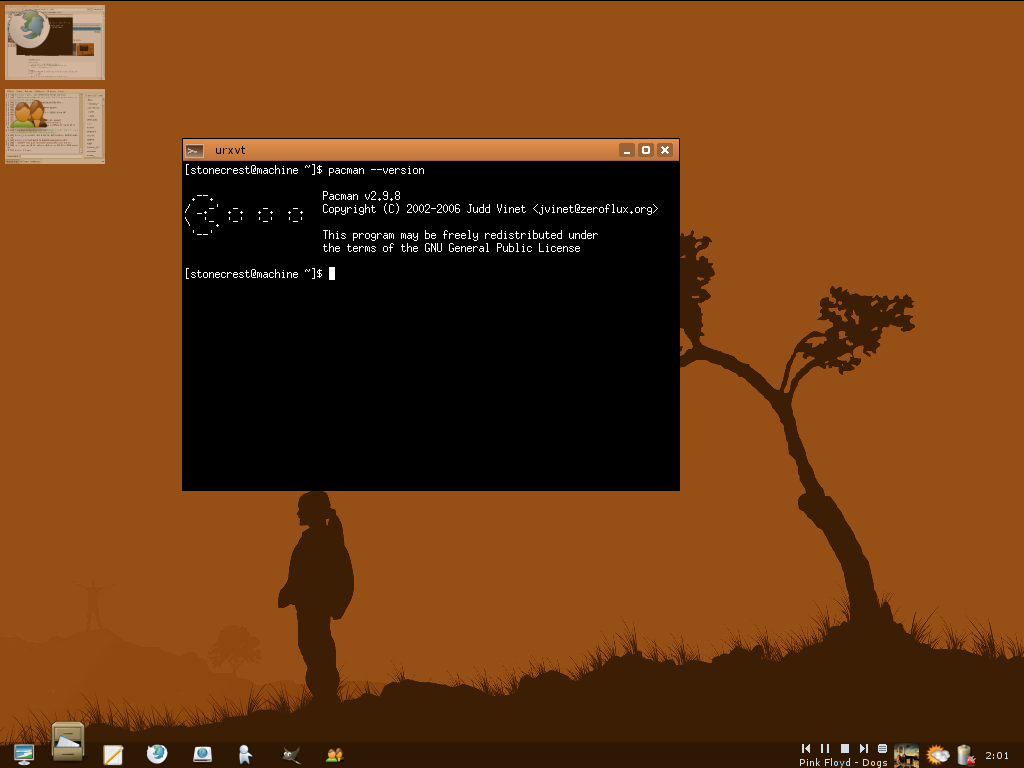 urxvt
[stonecrest@machine ~]$ pacman --version
Pacman v2.9.8
Copyright (C) 2002-2006 Judd Vinet <jvinet@zeroflux.org>
This program may be freely redistributed under
the terms of the GNU General Public License
[stonecrest@machine ~]$
Pink Floyd - Dogs
2:01